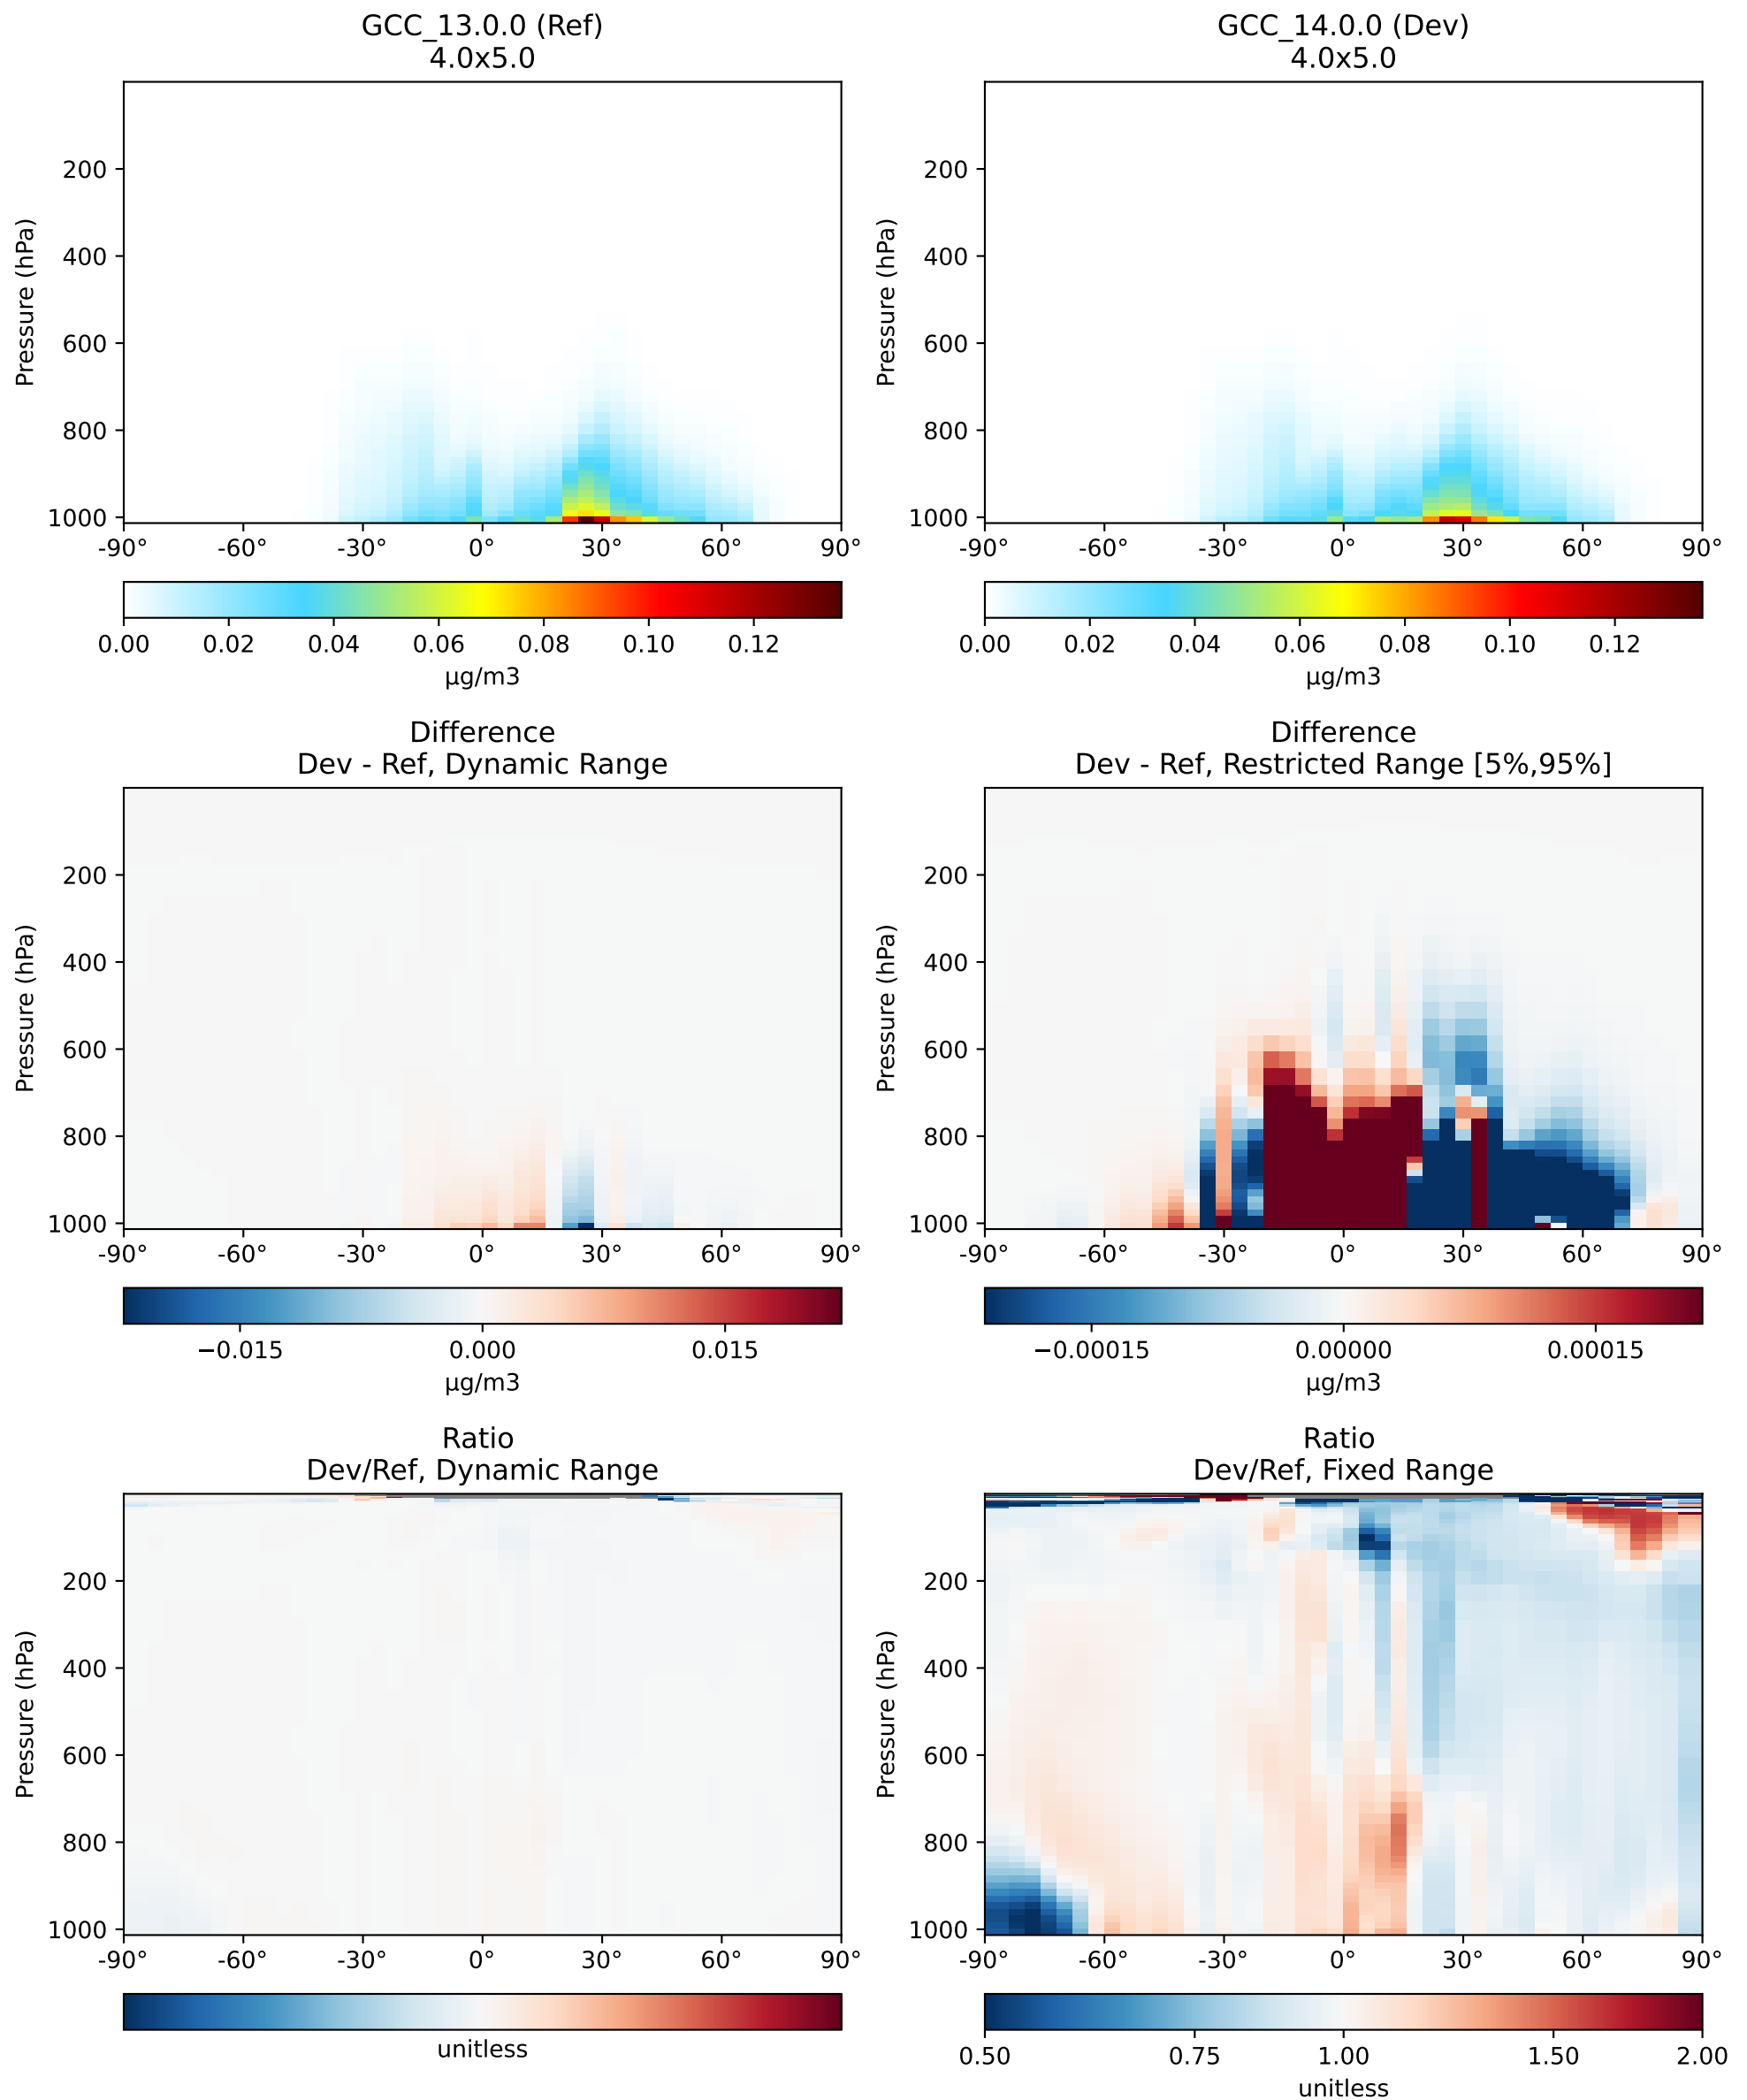 GCC_13.0.0 (Ref)
4.0x5.0
GCC_14.0.0 (Dev)
4.0x5.0
Pressure (hPa)
200
400
600
800
1000
-90° -60° -30° 0° 30° 60° 90°
0.00 0.02 0.04 0.06 0.08 0.10 0.12
μg/m3
Pressure (hPa)
200
400
600
800
1000
-90° -60° -30° 0° 30° 60° 90°
0.00 0.02 0.04 0.06 0.08 0.10 0.12
μg/m3
Difference
Dev - Ref, Dynamic Range
Difference
Dev - Ref, Restricted Range [5%,95%]
Pressure (hPa)
200
400
600
800
1000
-90° -60° -30° 0° 30° 60° 90°
−0.015 0.000 0.015
μg/m3
Pressure (hPa)
200
400
600
800
1000
-90° -60° -30° 0° 30° 60° 90°
−0.00015 0.00000 0.00015
μg/m3
Ratio
Dev/Ref, Dynamic Range
Ratio
Dev/Ref, Fixed Range
Pressure (hPa)
200
400
600
800
1000
-90° -60° -30° 0° 30° 60° 90°
unitless
Pressure (hPa)
200
400
600
800
1000
-90° -60° -30° 0° 30° 60° 90°
0.50 0.75 1.00 1.50 2.00
unitless